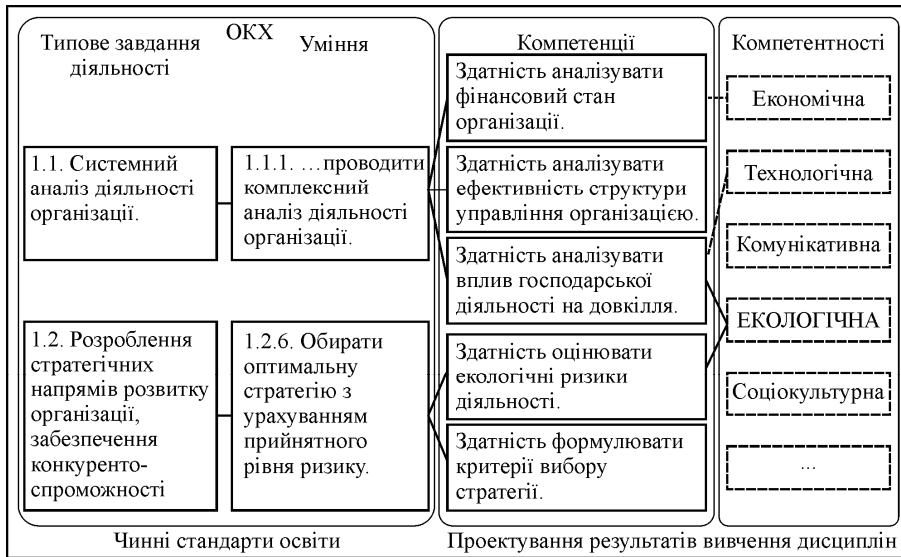 ОКХ
Типове завдання
діяльності
Уміння
Компетенції
Компетентності
1.1. Системний
аналіз діяльності
організації.
1.1.1. …проводити
комплексний
аналіз діяльності
організації.
Здатність аналізувати
фінансовий стан
організації.
Здатність аналізувати
ефективність структури
управління організацією.
Здатність аналізувати
вплив господарської
діяльності на довкілля.
1.2. Розроблення
стратегічних
напрямів розвитку
організації,
забезпечення
конкуренто-
спроможності
1.2.6. Обирати
оптимальну
стратегію з
урахуванням
прийнятного
рівня ризику.
Здатність оцінювати
екологічні ризики
діяльності.
Здатність формулювати
критерії вибору
стратегії.
Економічна
Технологічна
Комунікативна
ЕКОЛОГІЧНА
Соціокультурна
...
Чинні стандарти освіти
Проектування результатів вивчення дисциплін